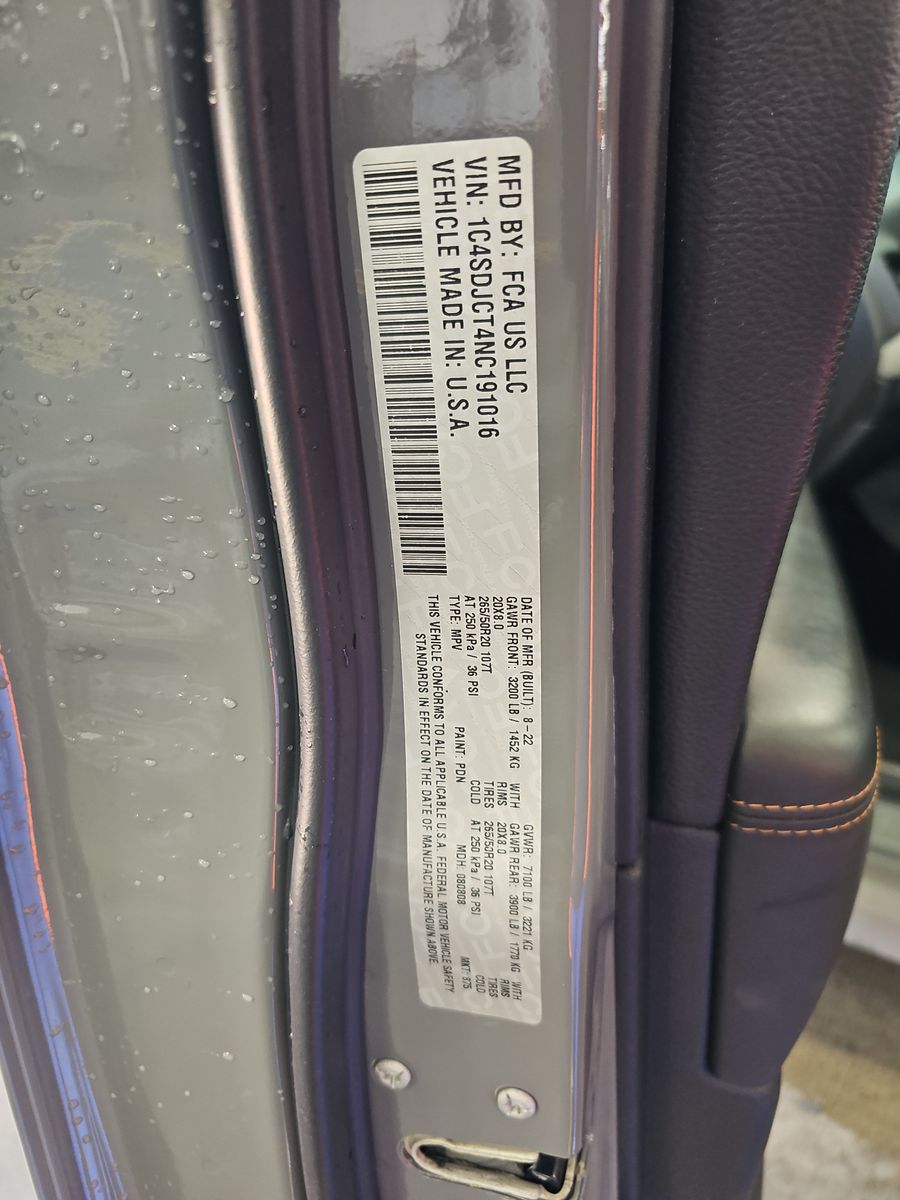 MFD BY: FCA US LLC
VIN: 1C4SDJCT4NC191016
VEHICLE MADE IN: U.S.A.
DATE OF MFR (BUILT): 8-22 GVWR: 7100 LB / 3221 KG
GAWR FRONT: 3200 LB / 1452 KG WITH GAWR REAR: 3900 LB / 1770 KG WITH
20X8.0 RIMS 20X8.0 RIMS
265/50R20 107T TIRES 265/50R20 107T TIRES
AT 250 kPa / 36 PSI COLD AT 250 kPa / 36 PSI COLD
TYPE: MPV PAINT: PDN MDH: 080808 MKT: 875
THIS VEHICLE CONFORMS TO ALL APPLICABLE U.S.A. FEDERAL MOTOR VEHICLE SAFETY
STANDARDS IN EFFECT ON THE DATE OF MANUFACTURE SHOWN ABOVE.